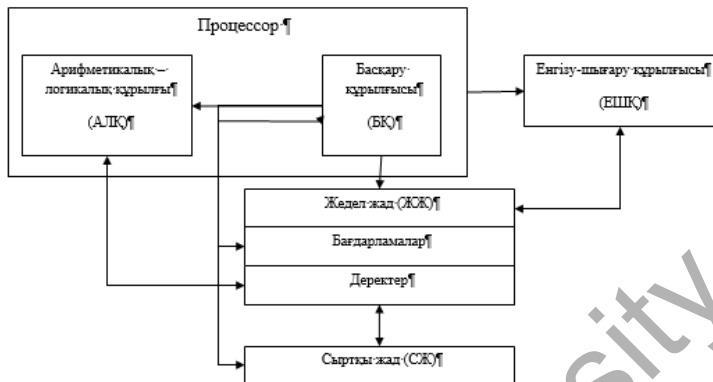 Процессор·¶
Арифметикалық·–·
логикалық·құрылғы¶
(АЛҚ)¶
Басқару·
құрылғысы¶
(БҚ)¶
Енгізу-шығару·құрылғысы¶
(ЕШҚ)¶
Жедел·жад·(ЖЖ)¶
Бағдарламалар¶
Деректер¶
Сыртқы·жад·(СЖ)¶